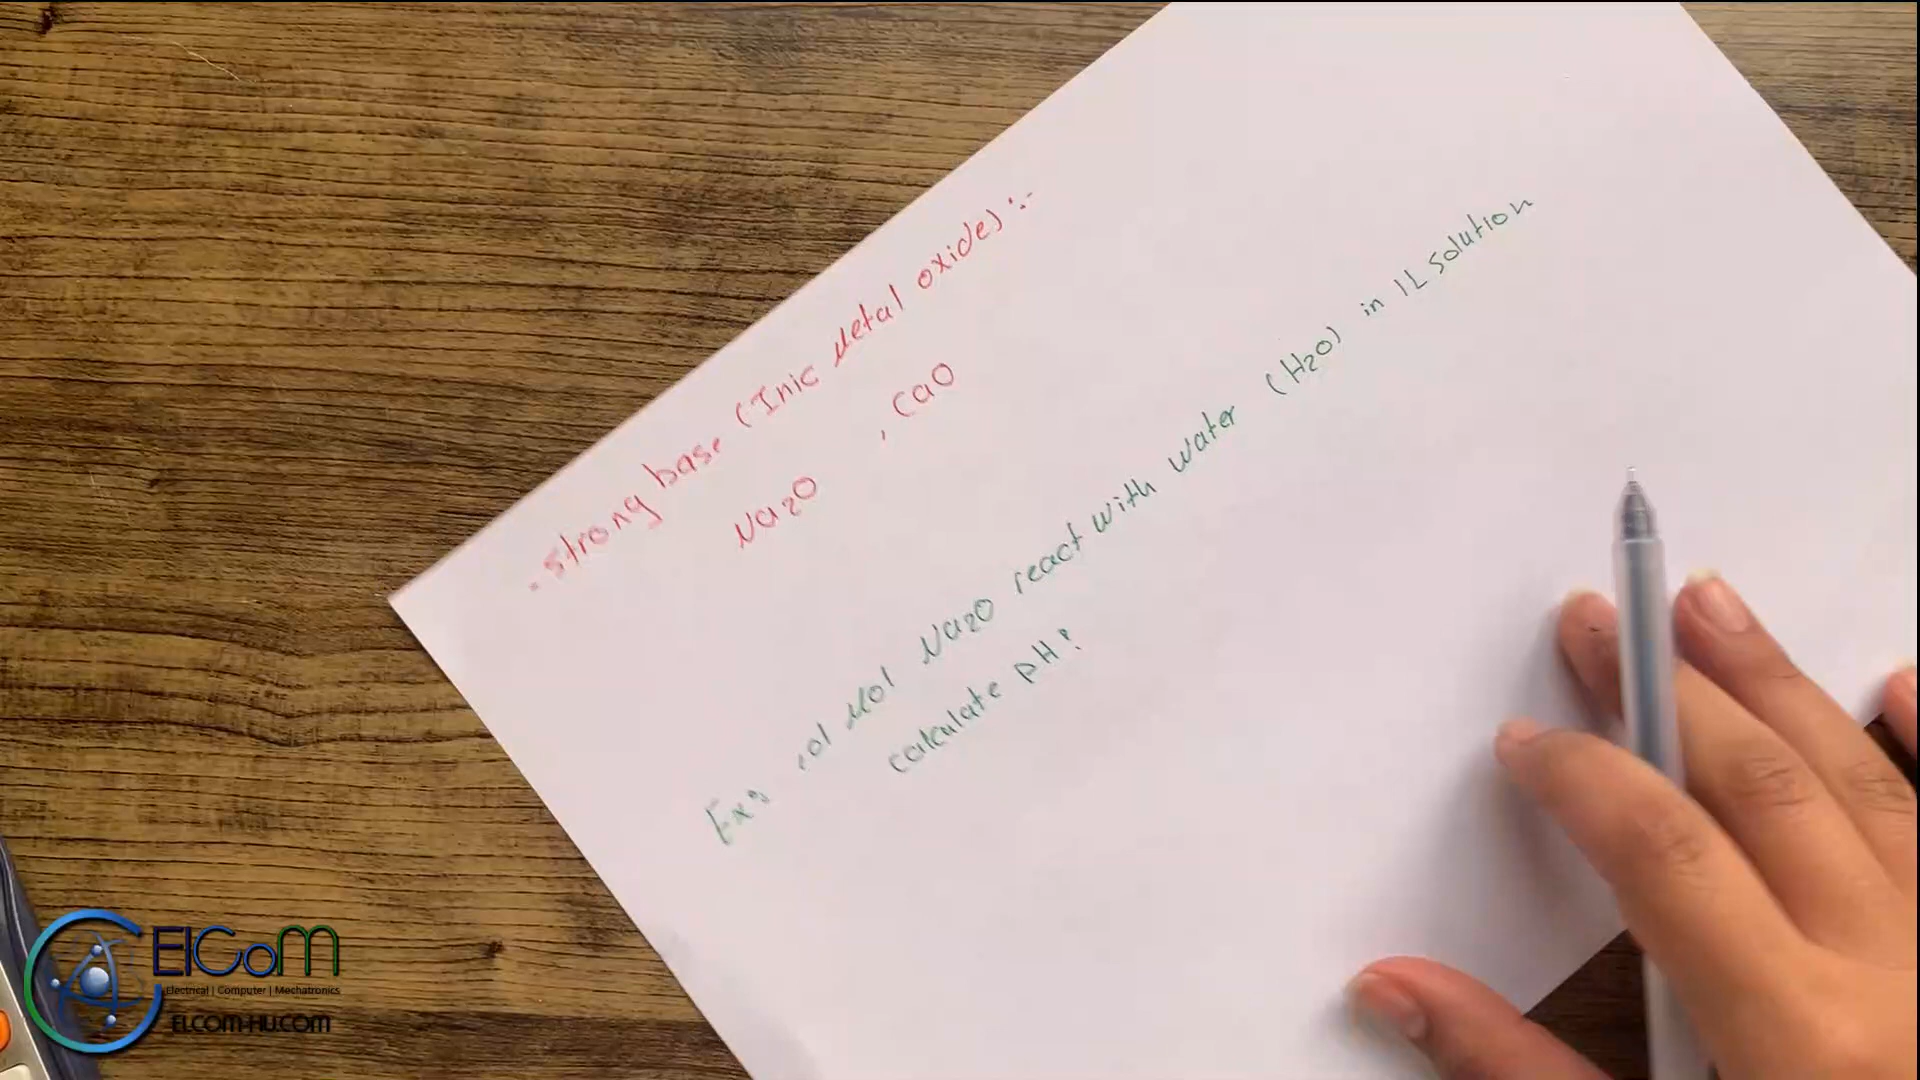 . strong base (Inic Metal oxide) :-
Na2O , CaO
Ex: .01 Mol Na2O react with water (H2O) in 1L solution
calculate pH?
ElCoM
Electrical | Computer | Mechatronics
ELCOM-HU.COM